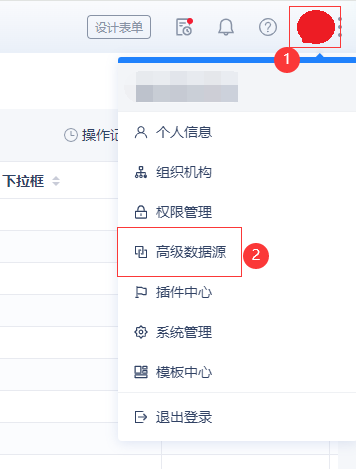 设计表单
1
操作记
下拉框
个人信息
组织机构
权限管理
高级数据源
2
插件中心
系统管理
模板中心
退出登录